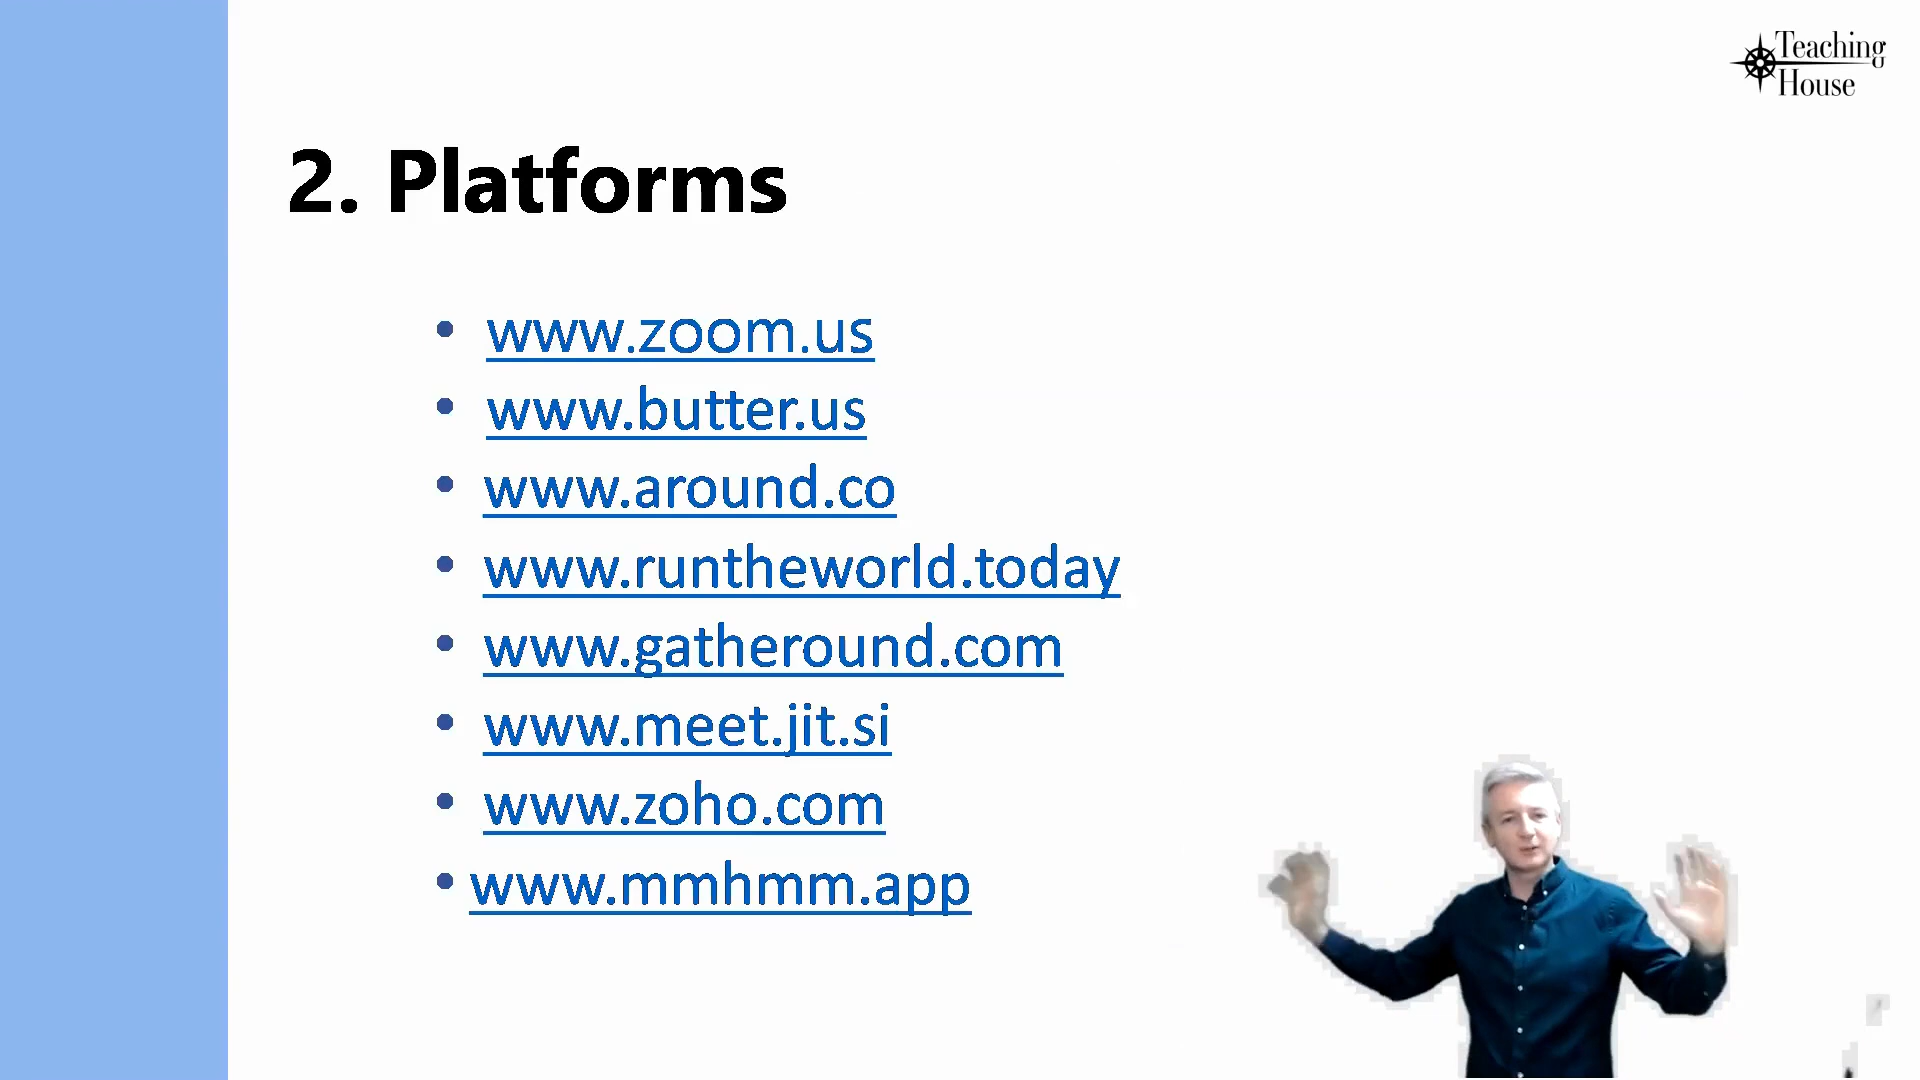 Teaching
House
2. Platforms
• www.zoom.us
• www.butter.us
• www.around.co
• www.runtheworld.today
• www.gatheround.com
• www.meet.jit.si
• www.zoho.com
• www.mmhmm.app